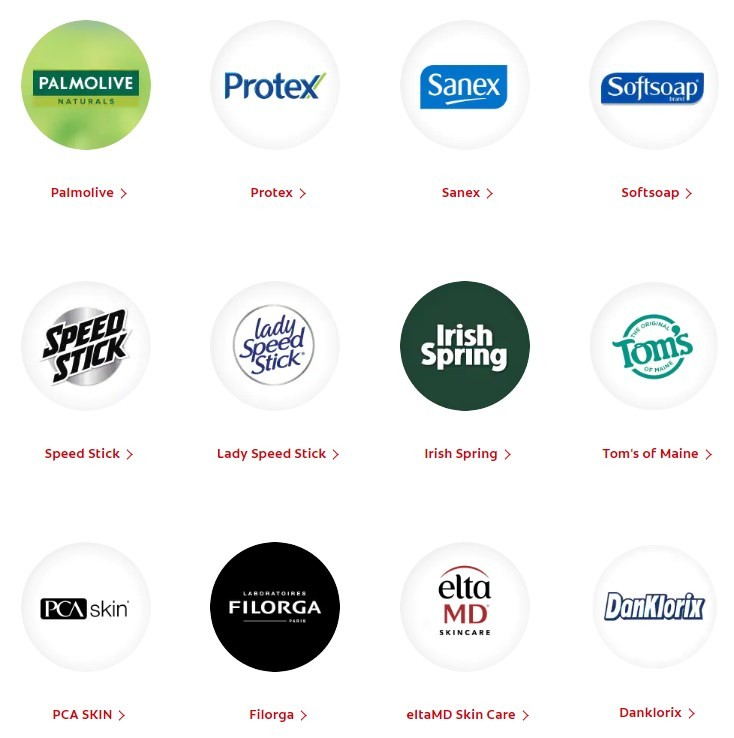 PALMOLIVE
NATURALS
Protex
Sanex
Softsoap®
brand
Palmolive
Protex
Sanex
Softsoap
SPEED
STICK
lady
Speed
Stick®
Irish
Spring
THE ORIGINAL
Tom's
OF MAINE
Speed Stick
Lady Speed Stick
Irish Spring
Tom's of Maine
PCA skin®
LABORATOIRES
FILORGA
PARIS
elta
MD®
SKINCARE
DanKlorix
PCA SKIN
Filorga
eltaMD Skin Care
Danklorix